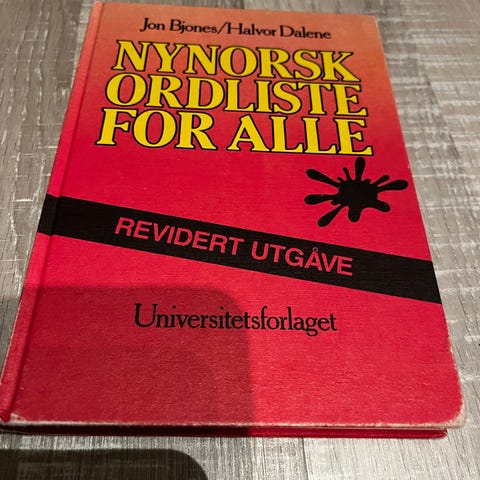 Jon Bjones/Halvor Dalene
NYNORSK
ORDLISTE
FOR ALLE
REVIDERT UTGÅVE
Universitetsforlaget